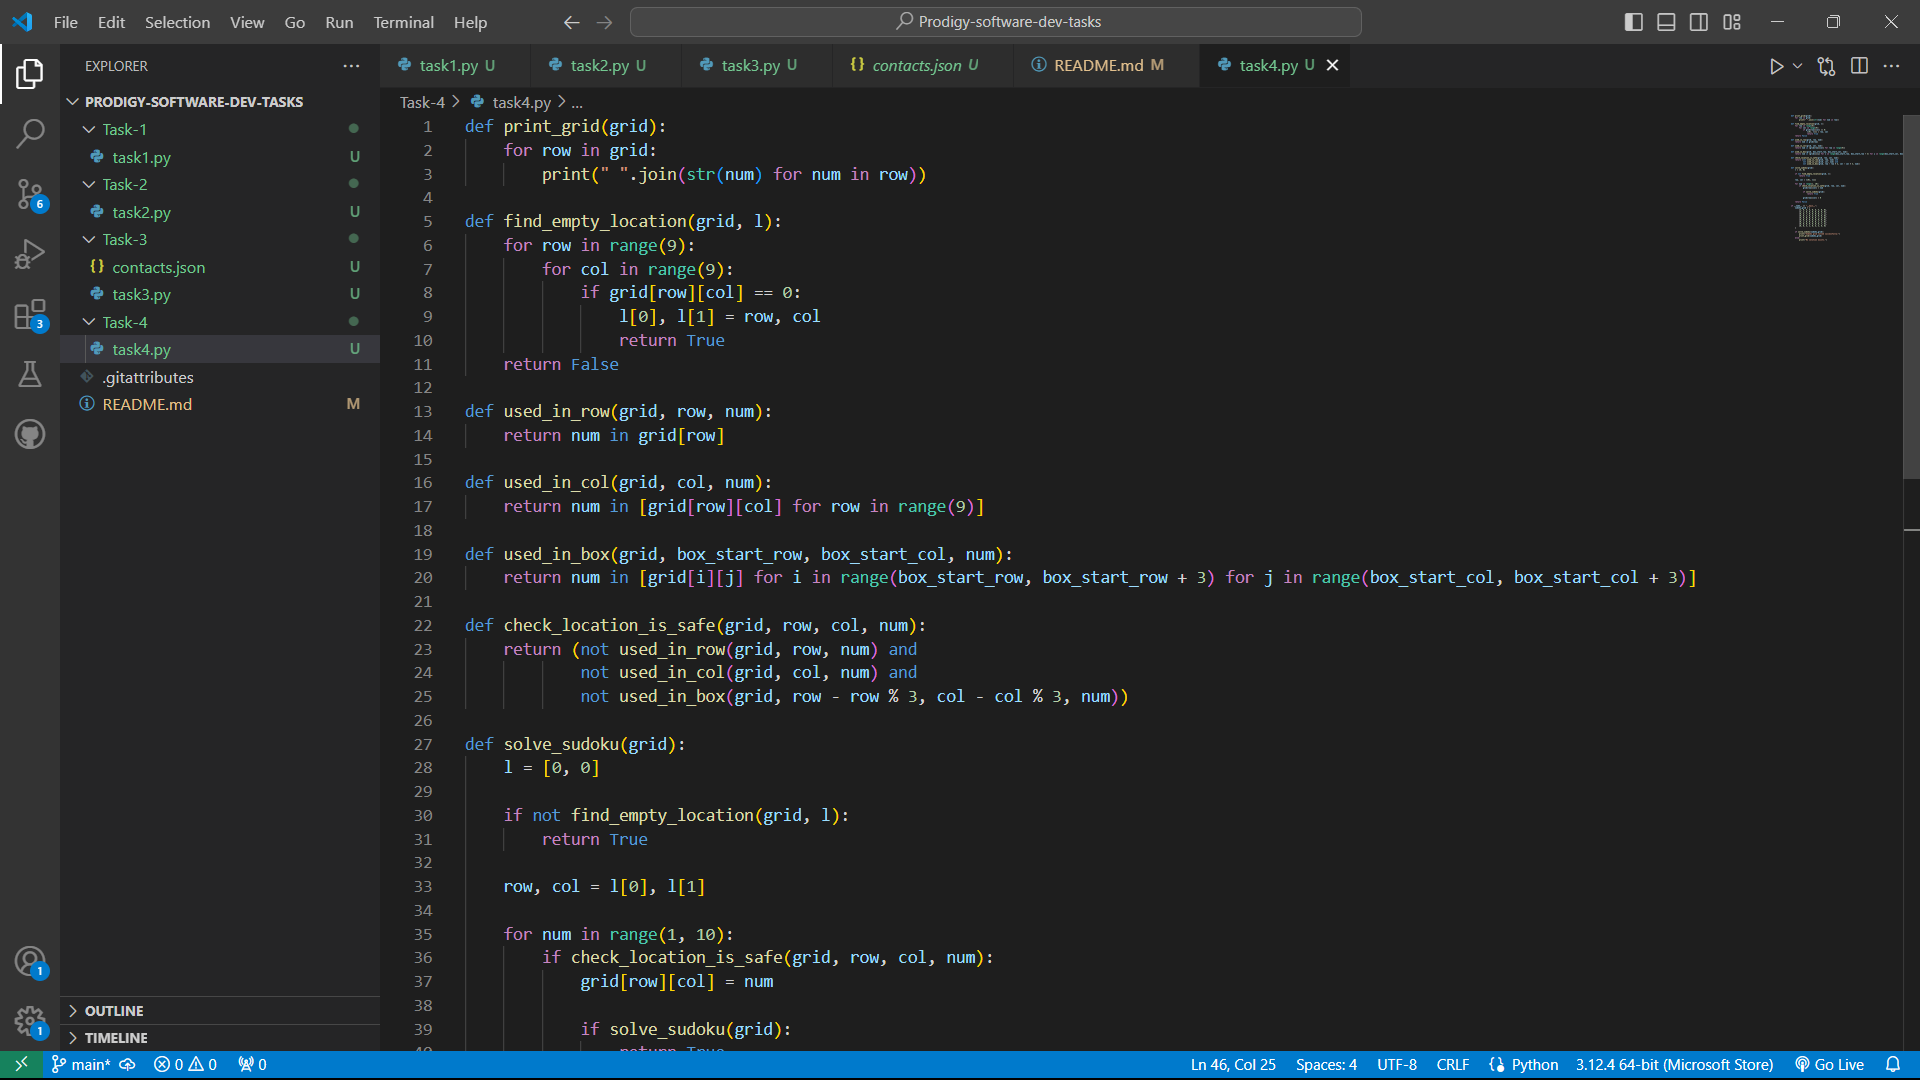 File Edit Selection View Go Run Terminal Help
Prodigy-software-dev-tasks
EXPLORER
PRODIGY-SOFTWARE-DEV-TASKS
Task-1
task1.py U
Task-2
task2.py U
Task-3
{} contacts.json U
task3.py U
Task-4
task4.py U
.gitattributes
README.md M
6
3
1
1
OUTLINE
TIMELINE
task1.py U task2.py U task3.py U {} contacts.json U README.md M task4.py U
Task-4 > task4.py > ...
1 def print_grid(grid):
2     for row in grid:
3         print(" ".join(str(num) for num in row))
4
5 def find_empty_location(grid, l):
6     for row in range(9):
7         for col in range(9):
8             if grid[row][col] == 0:
9                 l[0], l[1] = row, col
10                 return True
11     return False
12
13 def used_in_row(grid, row, num):
14     return num in grid[row]
15
16 def used_in_col(grid, col, num):
17     return num in [grid[row][col] for row in range(9)]
18
19 def used_in_box(grid, box_start_row, box_start_col, num):
20     return num in [grid[i][j] for i in range(box_start_row, box_start_row + 3) for j in range(box_start_col, box_start_col + 3)]
21
22 def check_location_is_safe(grid, row, col, num):
23     return (not used_in_row(grid, row, num) and
24             not used_in_col(grid, col, num) and
25             not used_in_box(grid, row - row % 3, col - col % 3, num))
26
27 def solve_sudoku(grid):
28     l = [0, 0]
29
30     if not find_empty_location(grid, l):
31         return True
32
33     row, col = l[0], l[1]
34
35     for num in range(1, 10):
36         if check_location_is_safe(grid, row, col, num):
37             grid[row][col] = num
38
39             if solve_sudoku(grid):
40                 return True
main* 0 0 0 Ln 46, Col 25 Spaces: 4 UTF-8 CRLF {} Python 3.12.4 64-bit (Microsoft Store) Go Live